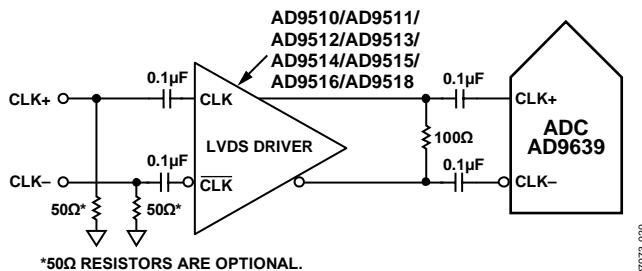 AD9510/AD9511/
AD9512/AD9513/
AD9514/AD9515/
AD9516/AD9518
0.1µF
0.1µF
CLK+
CLK
CLK+
LVDS DRIVER
100Ω
ADC
AD9639
0.1µF
0.1µF
CLK–
CLK
CLK–
50Ω*
50Ω*
*50Ω RESISTORS ARE OPTIONAL.